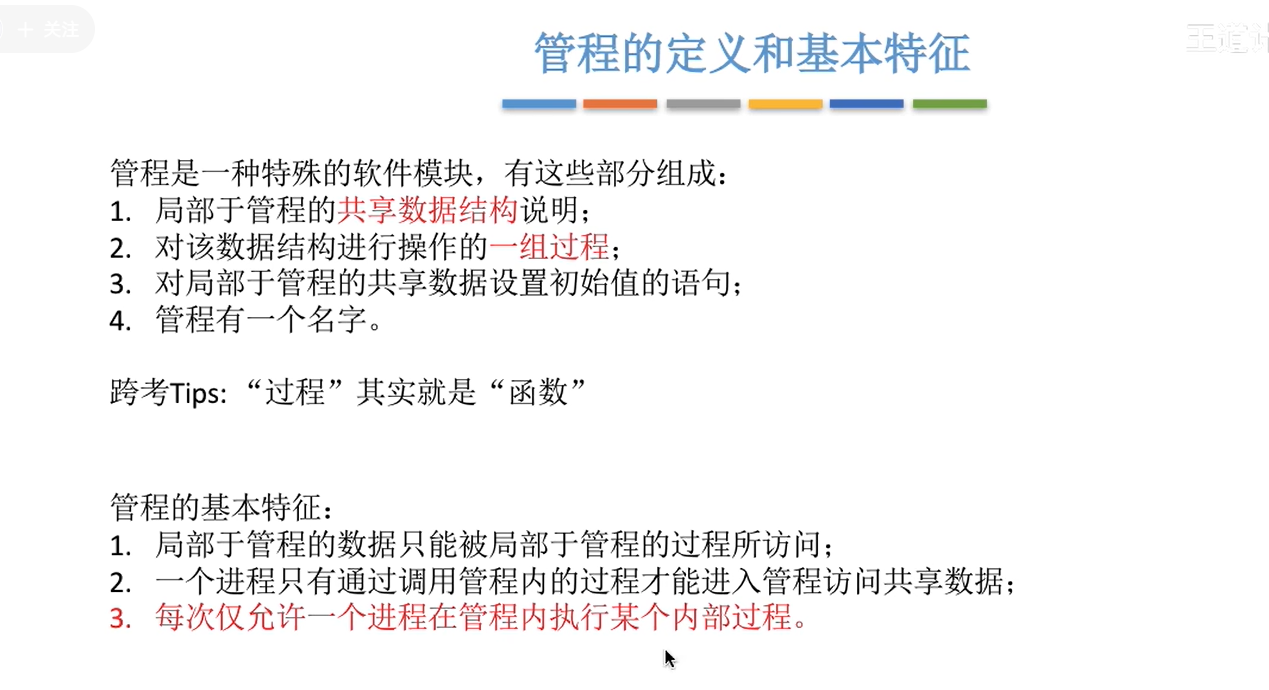 + 关注
管程的定义和基本特征
王道计
管程是一种特殊的软件模块，有这些部分组成：
1. 局部于管程的共享数据结构说明；
2. 对该数据结构进行操作的一组过程；
3. 对局部于管程的共享数据设置初始值的语句；
4. 管程有一个名字。
跨考Tips: “过程”其实就是“函数”
管程的基本特征：
1. 局部于管程的数据只能被局部于管程的过程所访问；
2. 一个进程只有通过调用管程内的过程才能进入管程访问共享数据；
3. 每次仅允许一个进程在管程内执行某个内部过程。